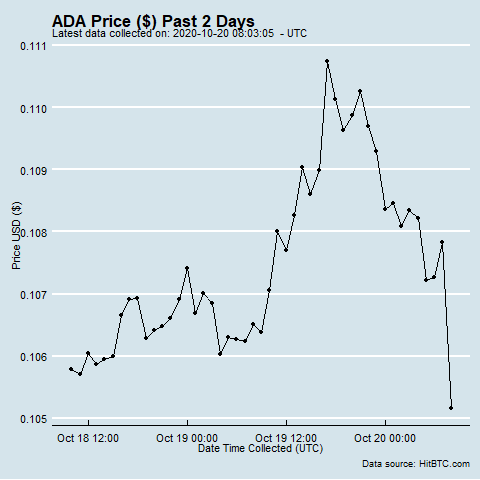 ADA Price ($) Past 2 Days
Latest data collected on: 2020-10-20 08:03:05 - UTC
0.111
0.110
0.109
0.108
0.107
0.106
0.105
Price USD ($)
Oct 18 12:00 Oct 19 00:00 Oct 19 12:00 Oct 20 00:00
Date Time Collected (UTC)
Data source: HitBTC.com